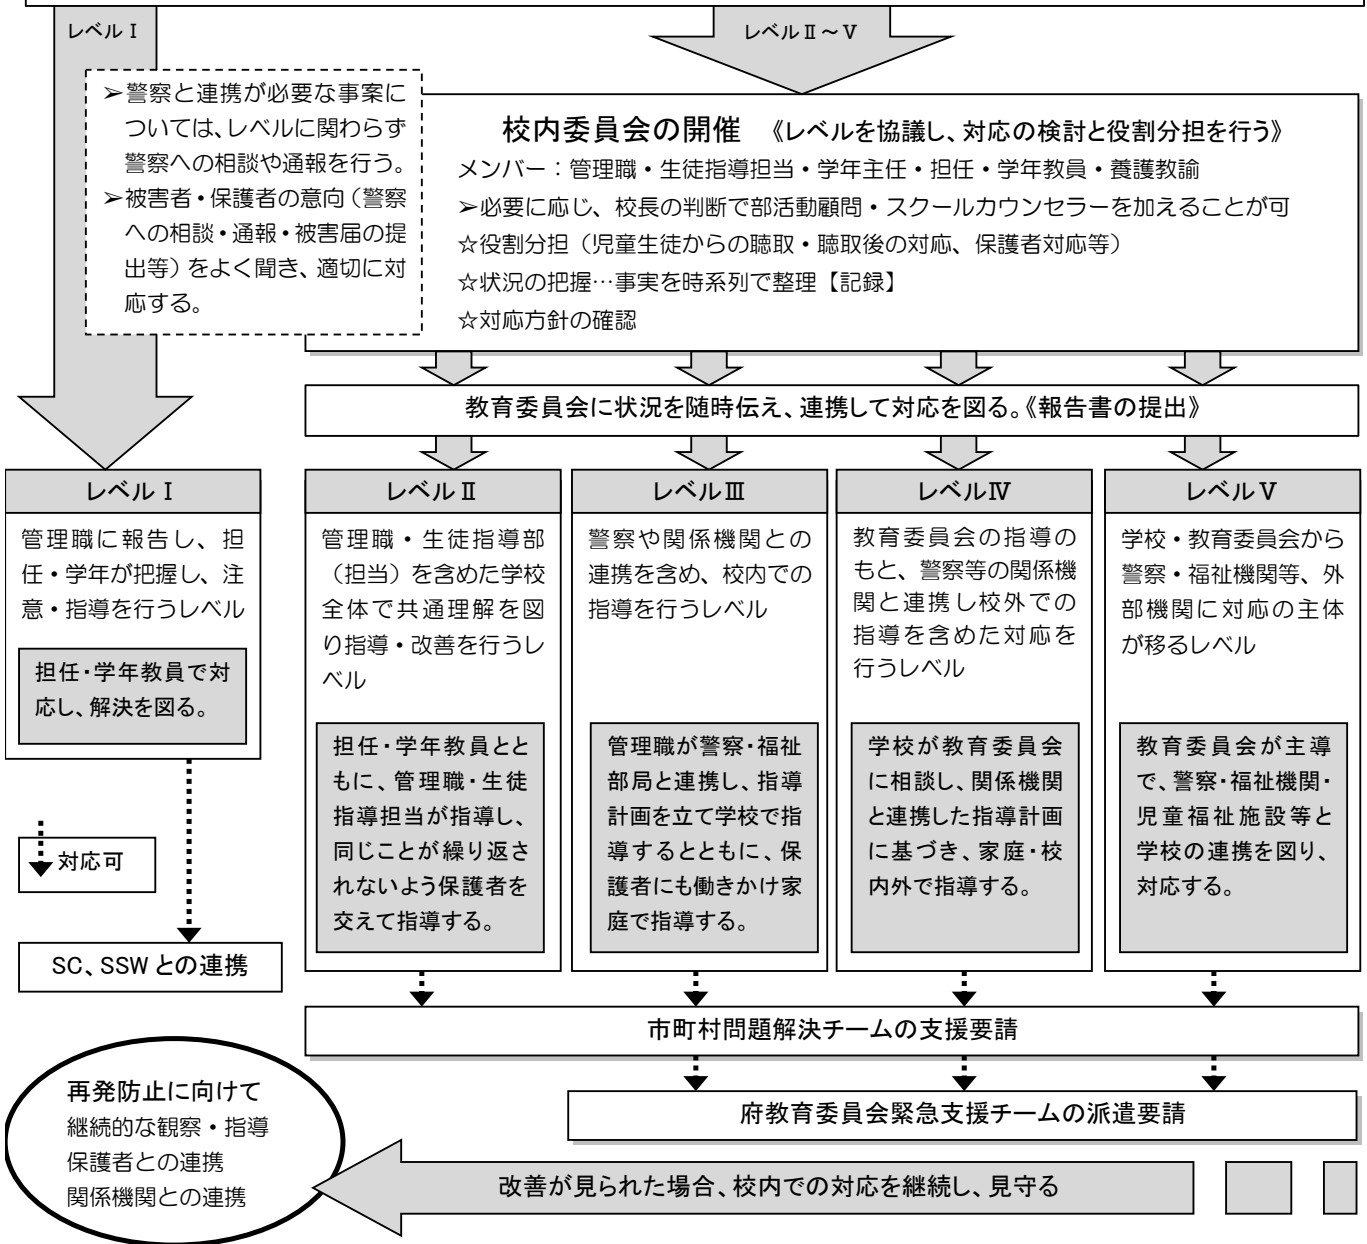 レベルⅠ
レベルⅡ~Ⅴ
➢警察と連携が必要な事案に
ついては、レベルに関わらず
警察への相談や通報を行う。
➢被害者・保護者の意向（警察
への相談・通報・被害届の提
出等）をよく聞き、適切に対
応する。
校内委員会の開催 《レベルを協議し、対応の検討と役割分担を行う》
メンバー：管理職・生徒指導担当・学年主任・担任・学年教員・養護教諭
➢必要に応じ、校長の判断で部活動顧問・スクールカウンセラーを加えることが可
☆役割分担（児童生徒からの聴取・聴取後の対応、保護者対応等）
☆状況の把握…事実を時系列で整理【記録】
☆対応方針の確認
教育委員会に状況を随時伝え、連携して対応を図る。《報告書の提出》
レベルⅠ
管理職に報告し、担
任・学年が把握し、注
意・指導を行うレベル
担任・学年教員で対
応し、解決を図る。
レベルⅡ
管理職・生徒指導部
（担当）を含めた学校
全体で共通理解を図
り指導・改善を行うレ
ベル
担任・学年教員とと
もに、管理職・生徒
指導担当が指導し、
同じことが繰り返さ
れないよう保護者を
交えて指導する。
レベルⅢ
警察や関係機関との
連携を含め、校内での
指導を行うレベル
管理職が警察・福祉
部局と連携し、指導
計画を立て学校で指
導するとともに、保
護者にも働きかけ家
庭で指導する。
レベルⅣ
教育委員会の指導の
もと、警察等の関係機
関と連携し校外での
指導を含めた対応を
行うレベル
学校が教育委員会
に相談し、関係機関
と連携した指導計画
に基づき、家庭・校
内外で指導する。
レベルⅤ
学校・教育委員会から
警察・福祉機関等、外
部機関に対応の主体
が移るレベル
教育委員会が主導
で、警察・福祉機関・
児童福祉施設等と
学校の連携を図り、
対応する。
対応可
SC、SSWとの連携
市町村問題解決チームの支援要請
府教育委員会緊急支援チームの派遣要請
再発防止に向けて
継続的な観察・指導
保護者との連携
関係機関との連携
改善が見られた場合、校内での対応を継続し、見守る